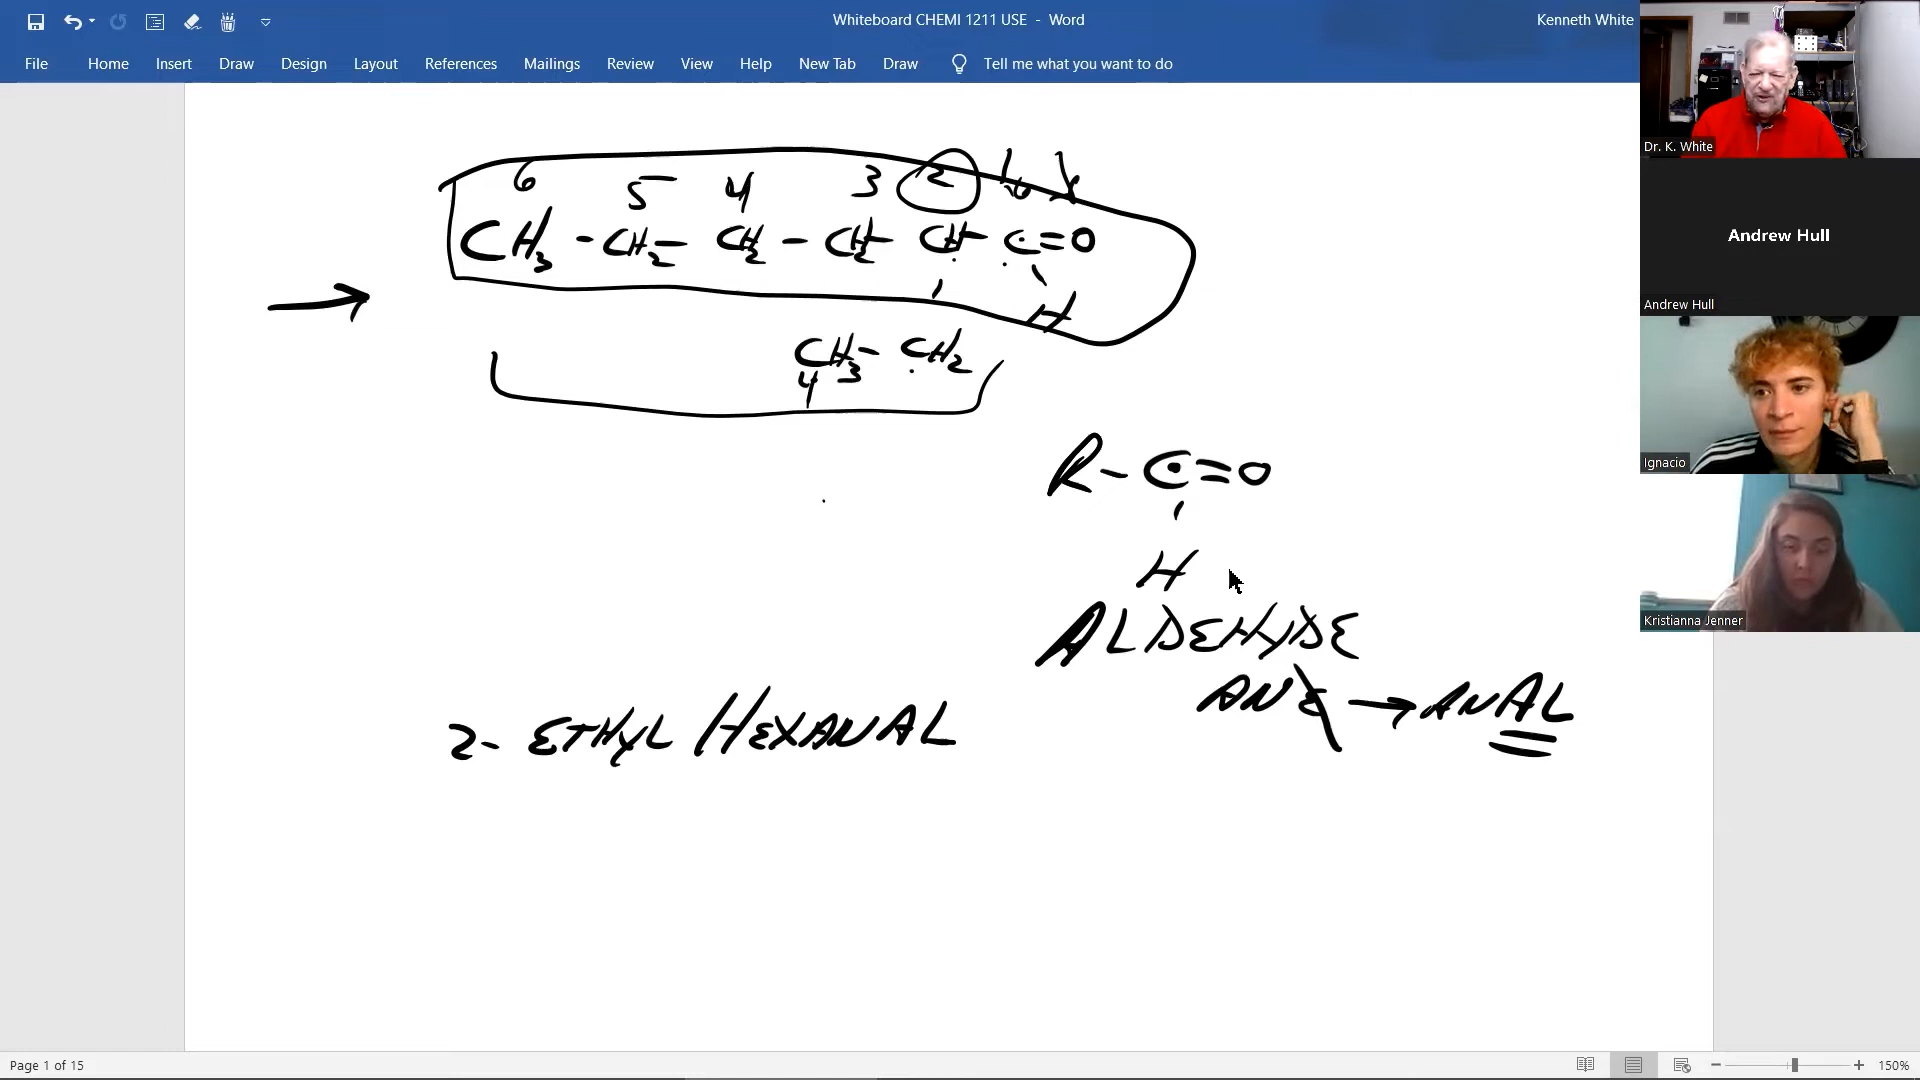 Whiteboard CHEMI 1211 USE - Word
Kenneth White
File Home Insert Draw Design Layout References Mailings Review View Help New Tab Draw Tell me what you want to do
Dr. K. White
Andrew Hull
Andrew Hull
Ignacio
Kristianna Jenner
6 5 4 3 2
CH3 - CH2 - CH2 - CH2 - CH - C=O
H
CH3 - CH2
4
R - C=O
H
ALDEHYDE
ANE → ANAL
2- ETHYL HEXANAL
Page 1 of 15
150%